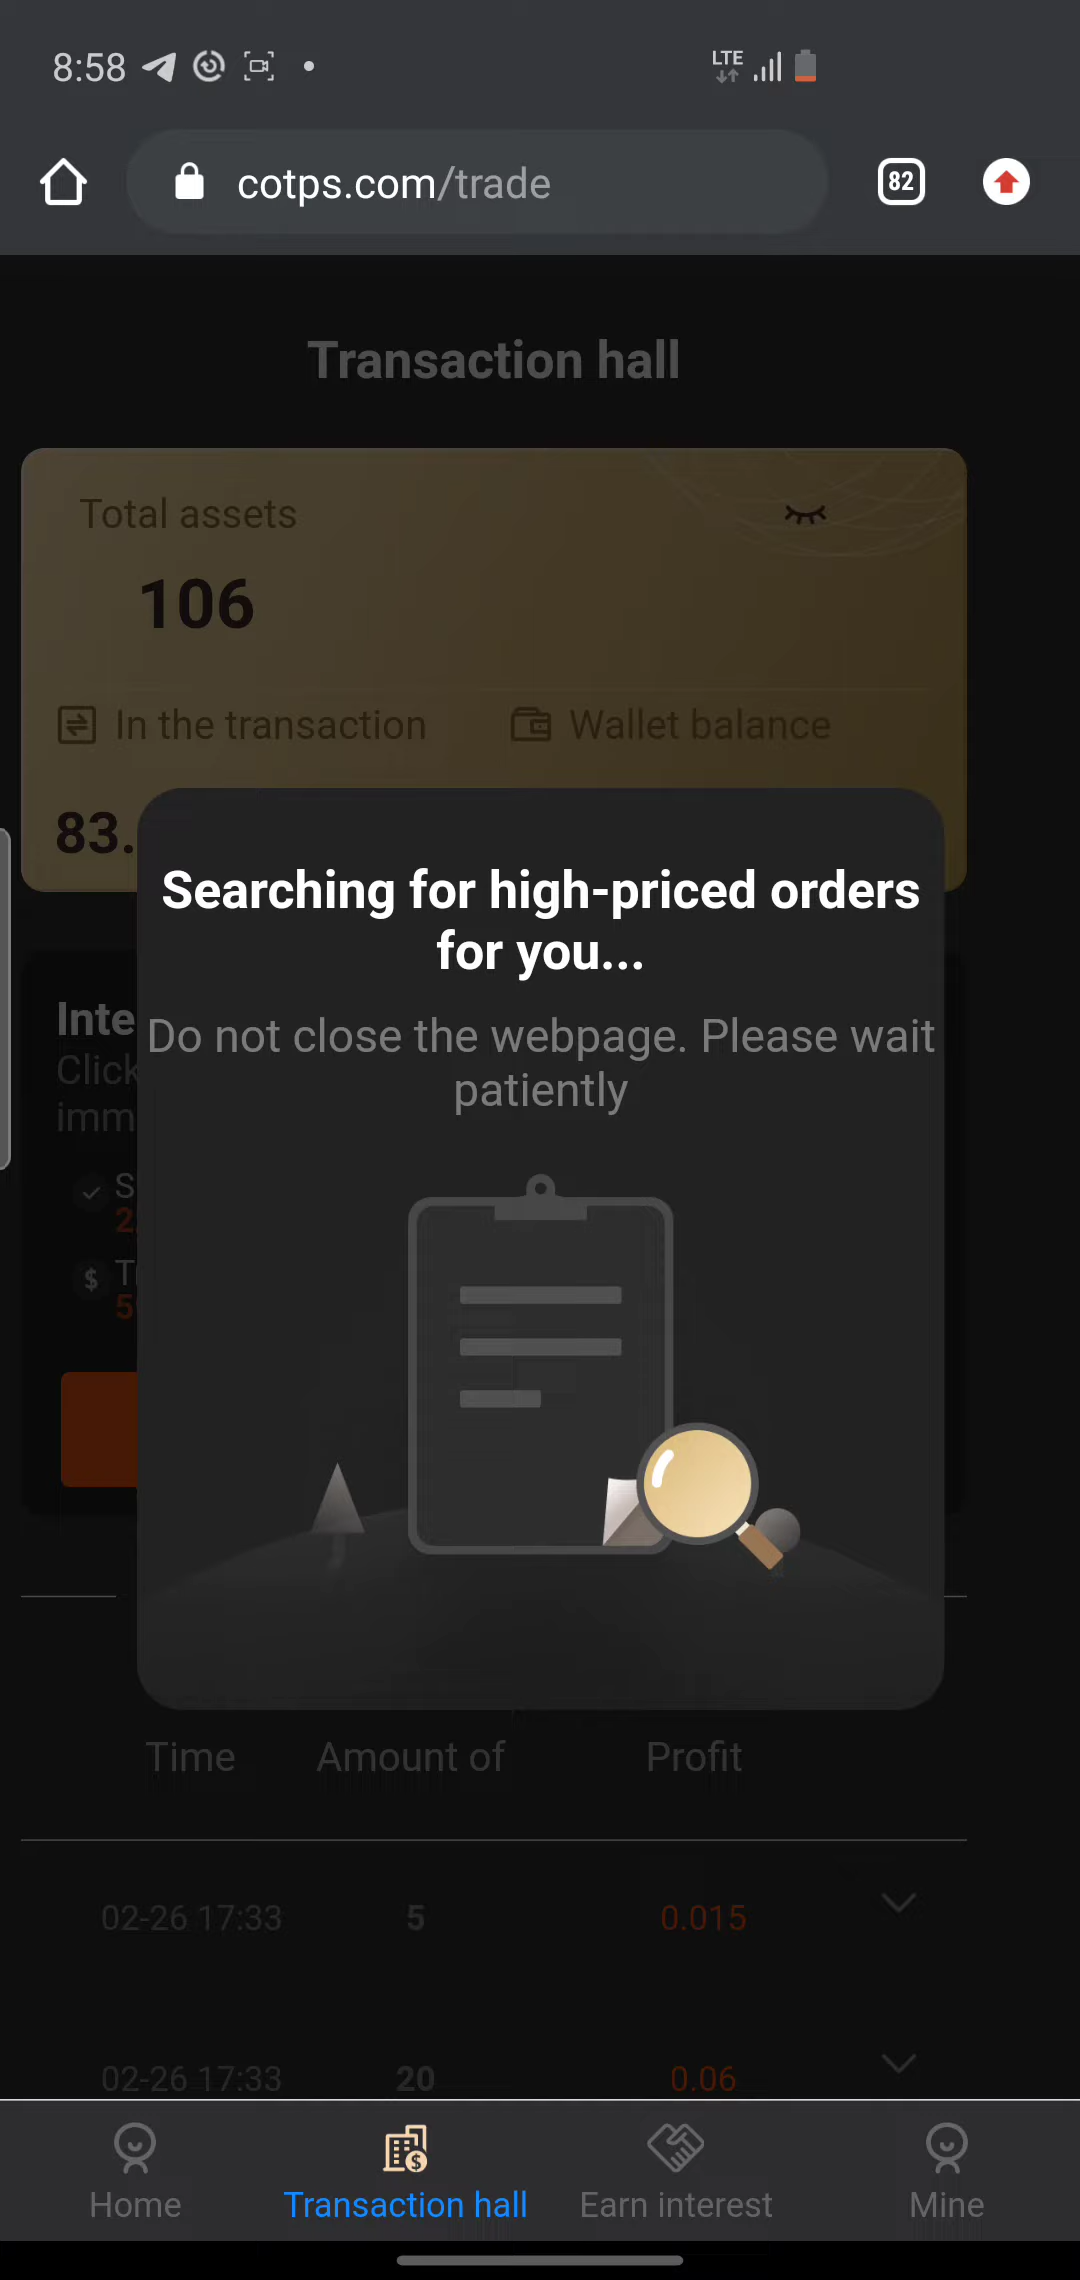 8:58
LTE
cotps.com/trade
82
Transaction hall
Total assets
106
In the transaction
Wallet balance
83.
Searching for high-priced orders
for you...
Inte
Do not close the webpage. Please wait
Click
patiently
imm
S
2
$
T
5
Time
Amount of
Profit
02-26 17:33
5
0.015
02-26 17:33
20
0.06
Home
Transaction hall
Earn interest
Mine